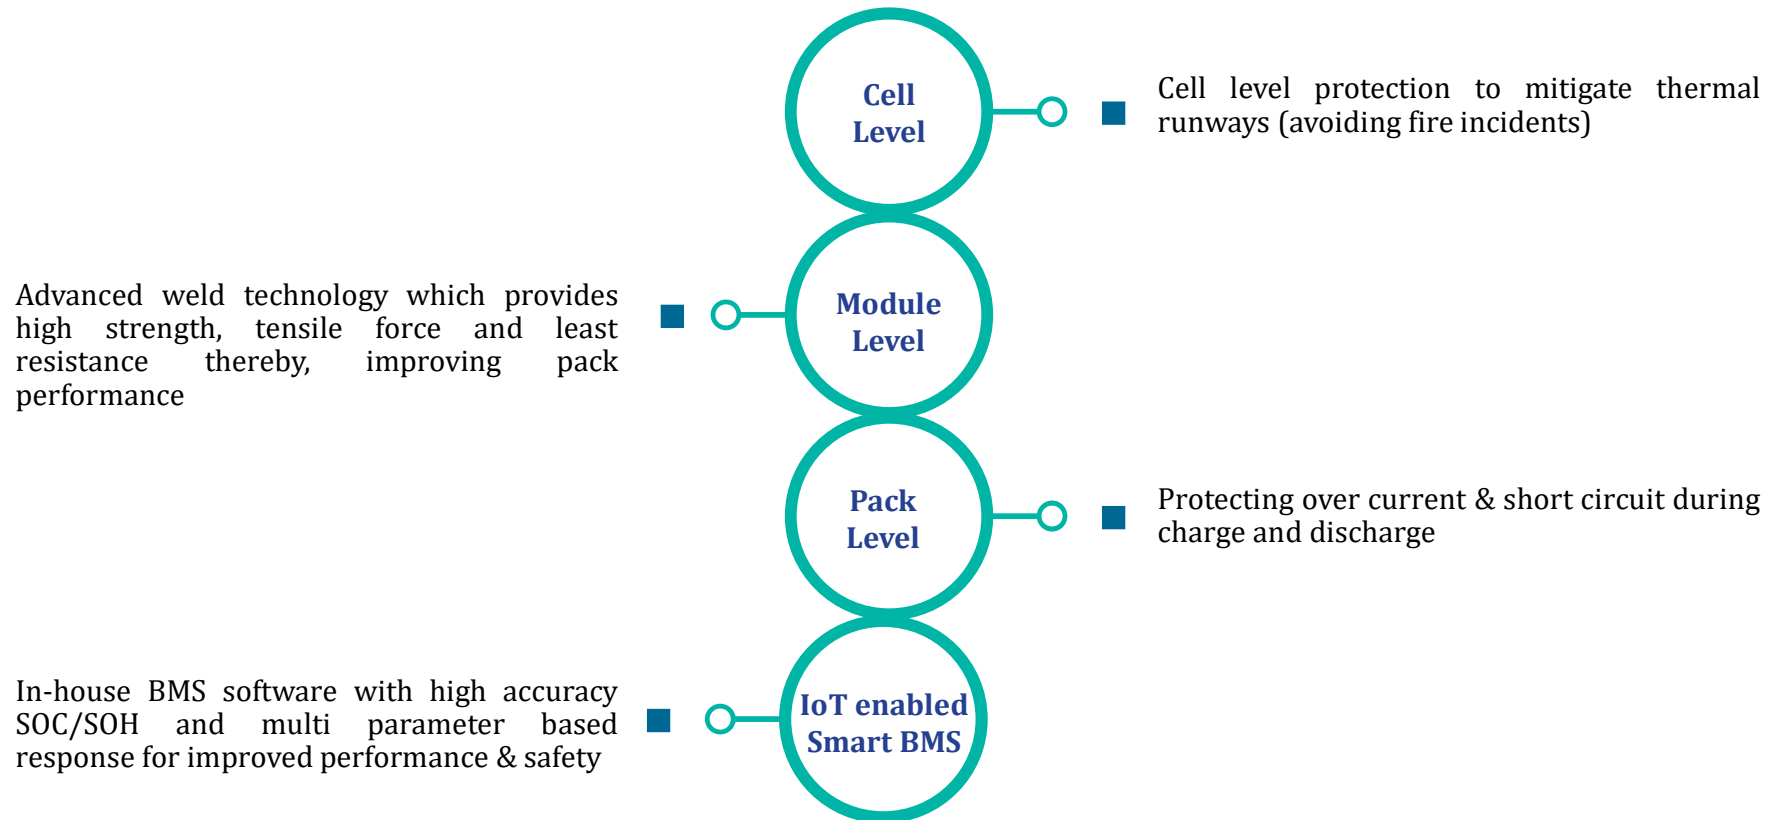 Cell
Level
Cell level protection to mitigate thermal
runways (avoiding fire incidents)
Module
Level
Advanced weld technology which provides
high strength, tensile force and least
resistance thereby, improving pack
performance
Pack
Level
Protecting over current & short circuit during
charge and discharge
IoT enabled
Smart BMS
In-house BMS software with high accuracy
SOC/SOH and multi parameter based
response for improved performance & safety